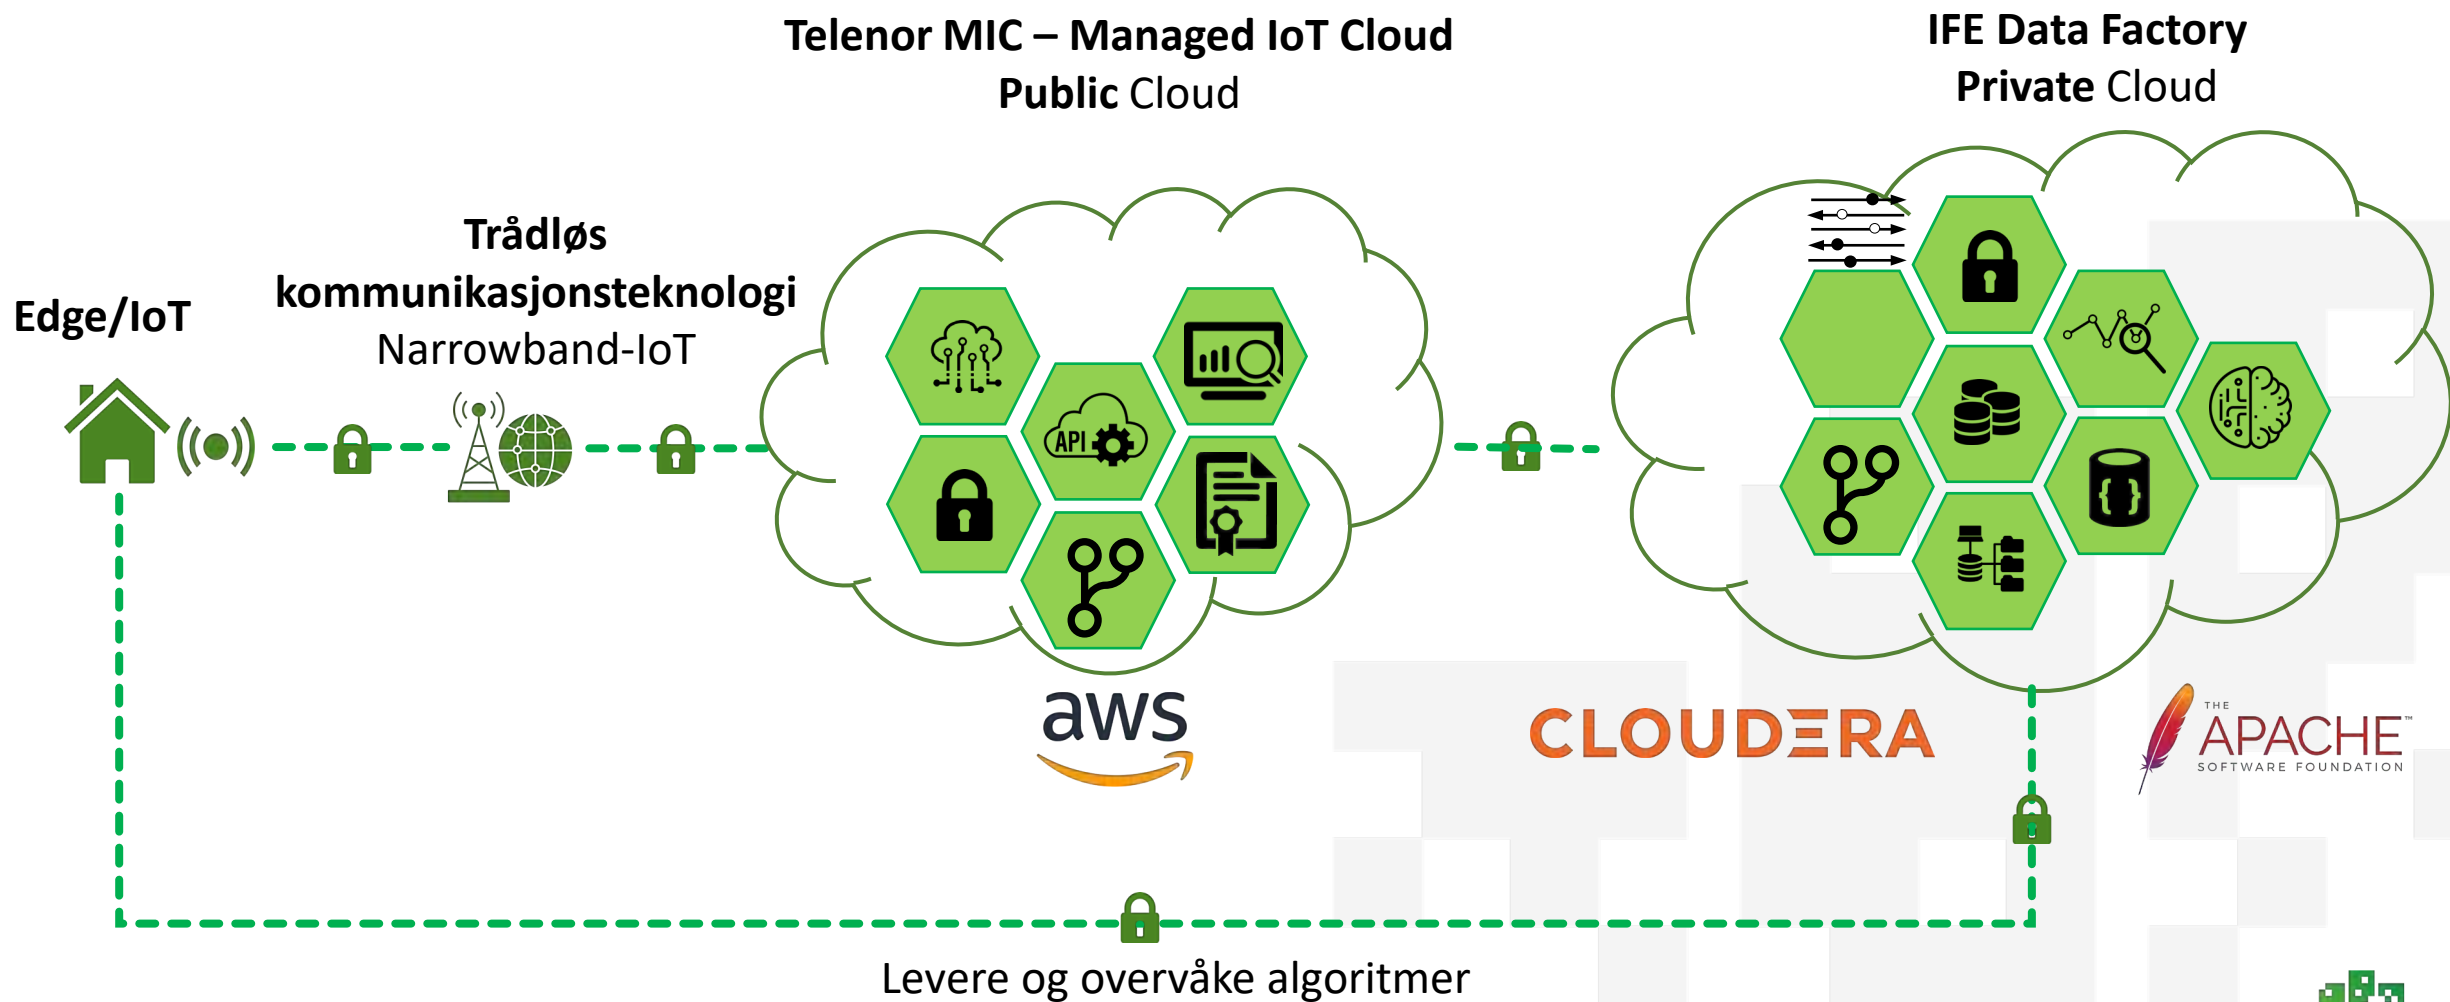 Telenor MIC – Managed IoT Cloud
Public Cloud
IFE Data Factory
Private Cloud
Trådløs
kommunikasjonsteknologi
Narrowband-IoT
Edge/IoT
API
{ }
aws
CLOUDERA
THE
APACHE™
SOFTWARE FOUNDATION
Levere og overvåke algoritmer